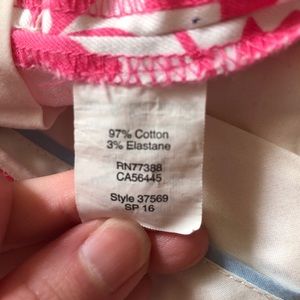 97% Cotton
3% Elastane
RN77388
CA56445
Style 37569
SP 16